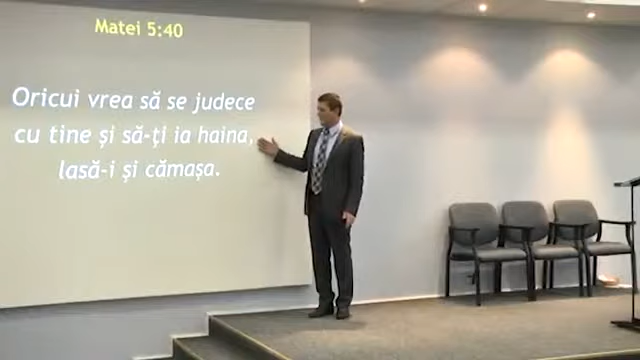 Matei 5:40
Oricui vrea să se judece
cu tine și să-ți ia haina,
lasă-i și cămașa.